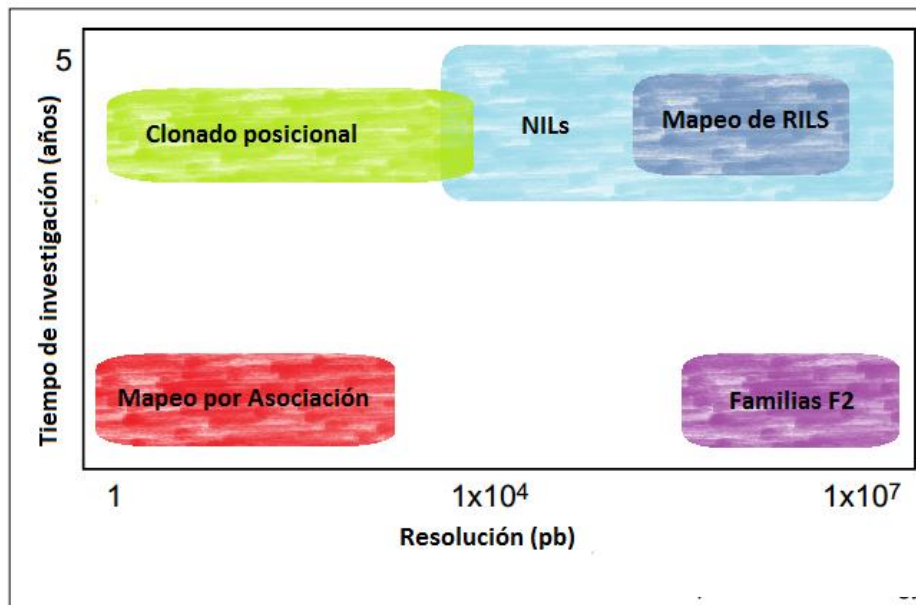 5
Tiempo de investigación (años)
Clonado posicional
NILs
Mapeo de RILS
Mapeo por Asociación
Familias F2
1
1x10⁴
1x10⁷
Resolución (pb)